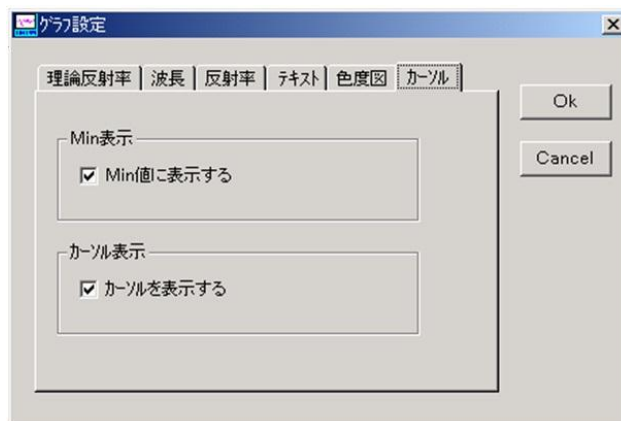 グラフ設定
理論反射率 波長 反射率 テキスト 色度図 カーソル
Ok
Min表示
Cancel
Min値に表示する
カーソル表示
カーソルを表示する